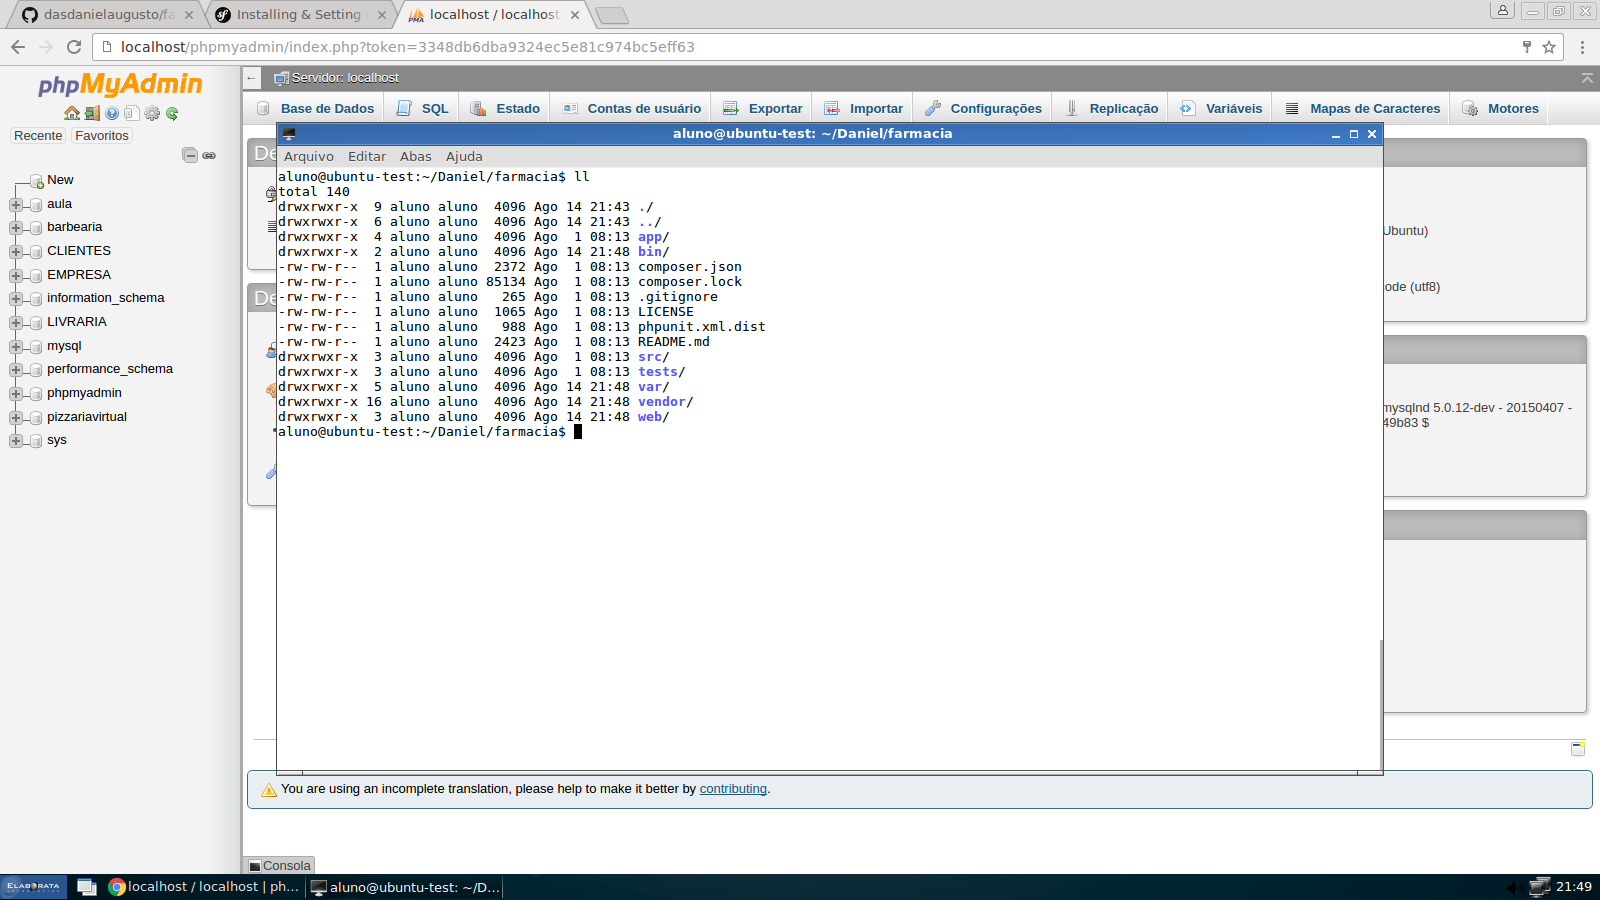 dasdanielaugusto/fa
Installing & Setting
localhost / localhost
localhost/phpmyadmin/index.php?token=3348db6dba9324ec5e81c974bc5eff63
phpMyAdmin
Recente
Favoritos
New
aula
barbearia
CLIENTES
EMPRESA
information_schema
LIVRARIA
mysql
performance_schema
phpmyadmin
pizzariavirtual
sys
Servidor: localhost
Base de Dados
SQL
Estado
Contas de usuário
Exportar
Importar
Configurações
Replicação
Variáveis
Mapas de Caracteres
Motores
De
De
aluno@ubuntu-test: ~/Daniel/farmacia
Arquivo Editar Abas Ajuda
aluno@ubuntu-test:~/Daniel/farmacia$ ll
total 140
drwxrwxr-x  9 aluno aluno  4096 Ago 14 21:43 ./
drwxrwxr-x  6 aluno aluno  4096 Ago 14 21:43 ../
drwxrwxr-x  4 aluno aluno  4096 Ago  1 08:13 app/
drwxrwxr-x  2 aluno aluno  4096 Ago 14 21:48 bin/
-rw-rw-r--  1 aluno aluno  2372 Ago  1 08:13 composer.json
-rw-rw-r--  1 aluno aluno 85134 Ago  1 08:13 composer.lock
-rw-rw-r--  1 aluno aluno   265 Ago  1 08:13 .gitignore
-rw-rw-r--  1 aluno aluno  1065 Ago  1 08:13 LICENSE
-rw-rw-r--  1 aluno aluno   988 Ago  1 08:13 phpunit.xml.dist
-rw-rw-r--  1 aluno aluno  2423 Ago  1 08:13 README.md
drwxrwxr-x  3 aluno aluno  4096 Ago  1 08:13 src/
drwxrwxr-x  3 aluno aluno  4096 Ago  1 08:13 tests/
drwxrwxr-x  5 aluno aluno  4096 Ago 14 21:48 var/
drwxrwxr-x 16 aluno aluno  4096 Ago 14 21:48 vendor/
drwxrwxr-x  3 aluno aluno  4096 Ago 14 21:48 web/
aluno@ubuntu-test:~/Daniel/farmacia$
Ubuntu)
ode (utf8)
mysqlnd 5.0.12-dev - 20150407 -
49b83 $
You are using an incomplete translation, please help to make it better by contributing.
Consola
ELABORATA
localhost / localhost | ph...
aluno@ubuntu-test: ~/D...
21:49